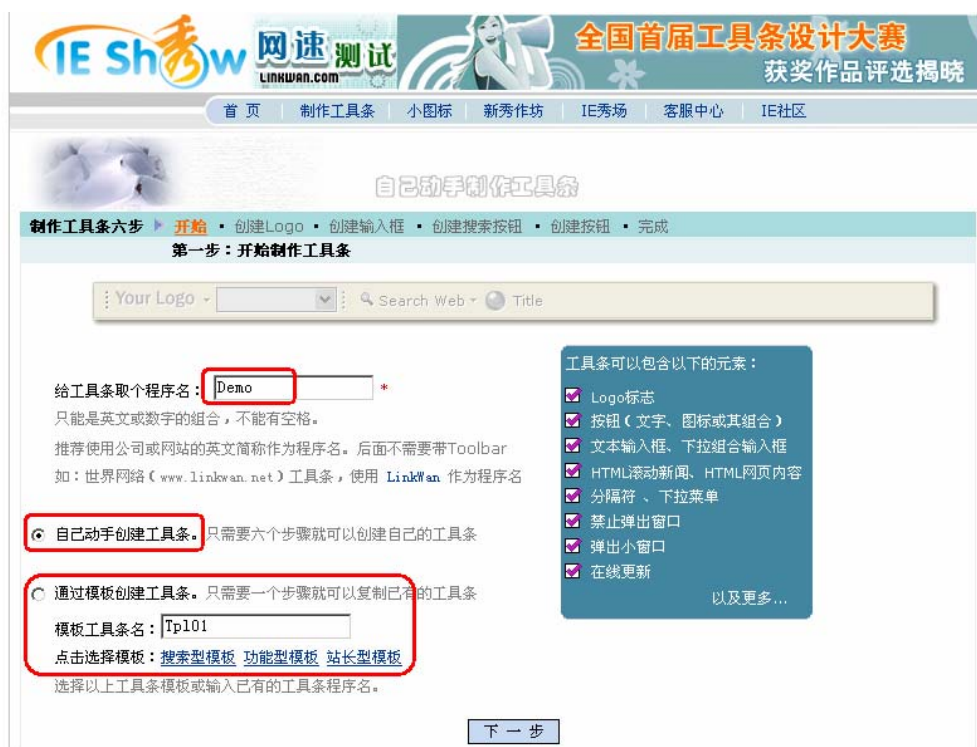 IE Sh秀w 网速测试 LINKWAN.COM 全国首届工具条设计大赛
获奖作品评选揭晓
首 页 制作工具条 小图标 新秀作坊 IE秀场 客服中心 IE社区
自己动手制作工具条
制作工具条六步 开始 ▪ 创建Logo ▪ 创建输入框 ▪ 创建搜索按钮 ▪ 创建按钮 ▪ 完成
第一步：开始制作工具条
Your Logo Search Web Title
给工具条取个程序名： Demo *
只能是英文或数字的组合，不能有空格。
推荐使用公司或网站的英文简称作为程序名。后面不需要带Toolbar
如：世界网络（www.linkwan.net）工具条，使用 LinkWan 作为程序名
自己动手创建工具条。只需要六个步骤就可以创建自己的工具条
通过模板创建工具条。只需要一个步骤就可以复制已有的工具条
模板工具条名： Tpl01
点击选择模板：搜索型模板 功能型模板 站长型模板
选择以上工具条模板或输入已有的工具条程序名。
工具条可以包含以下的元素：
Logo标志
按钮（文字、图标或其组合）
文本输入框、下拉组合输入框
HTML滚动新闻、HTML网页内容
分隔符 、下拉菜单
禁止弹出窗口
弹出小窗口
在线更新
以及更多...
下 一 步